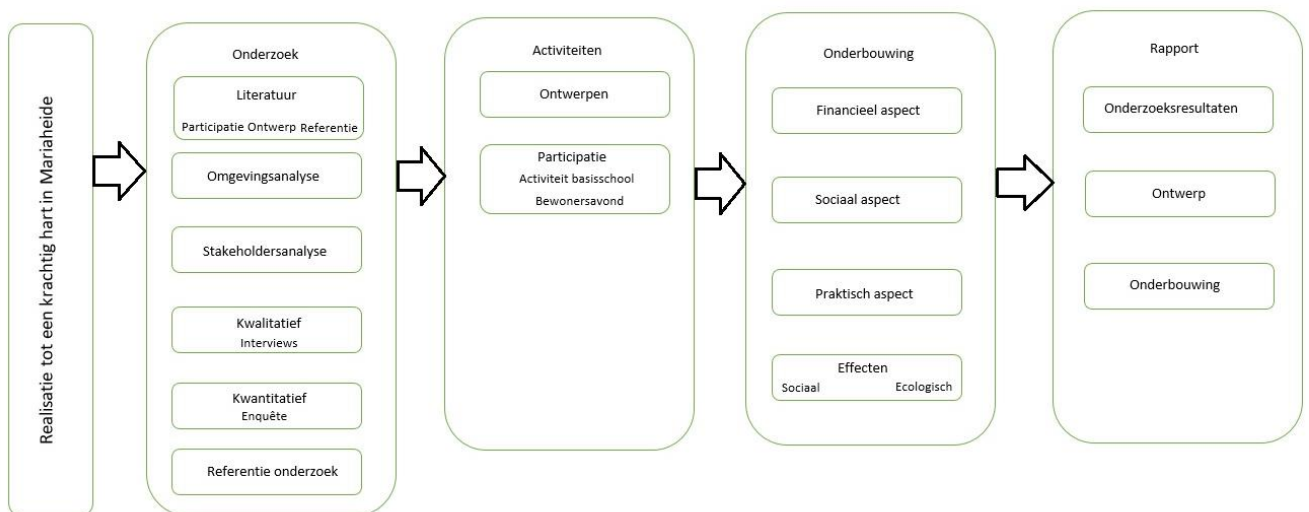 Realisatie tot een krachtig hart in Mariaheide
Onderzoek
Literatuur
Participatie Ontwerp Referentie
Omgevingsanalyse
Stakeholdersanalyse
Kwalitatief
Interviews
Kwantitatief
Enquête
Referentie onderzoek
Activiteiten
Ontwerpen
Participatie
Activiteit basisschool
Bewonersavond
Onderbouwing
Financieel aspect
Sociaal aspect
Praktisch aspect
Effecten
Sociaal Ecologisch
Rapport
Onderzoeksresultaten
Ontwerp
Onderbouwing